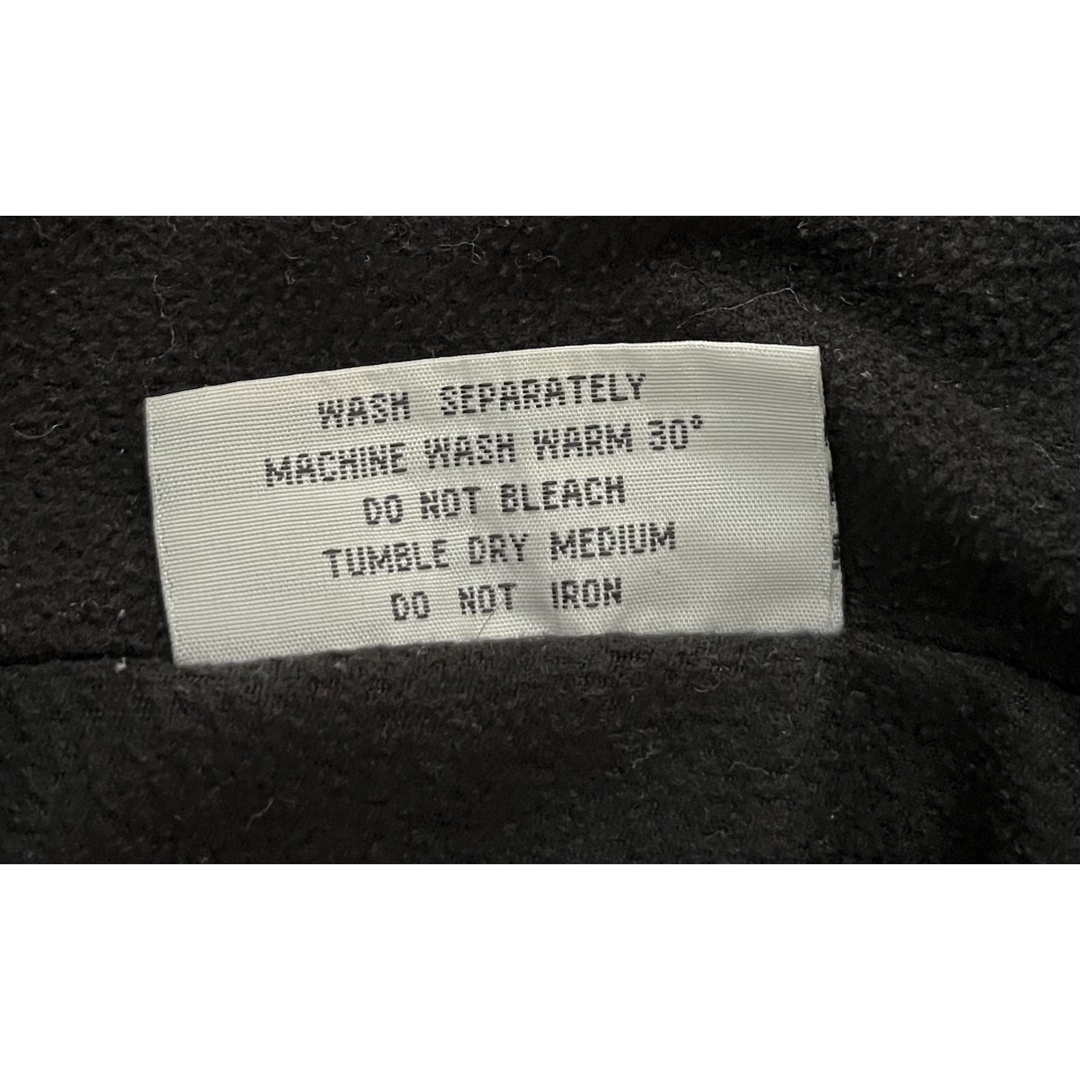 WASH SEPARATELY
MACHINE WASH WARM 30°
DO NOT BLEACH
TUMBLE DRY MEDIUM
DO NOT IRON